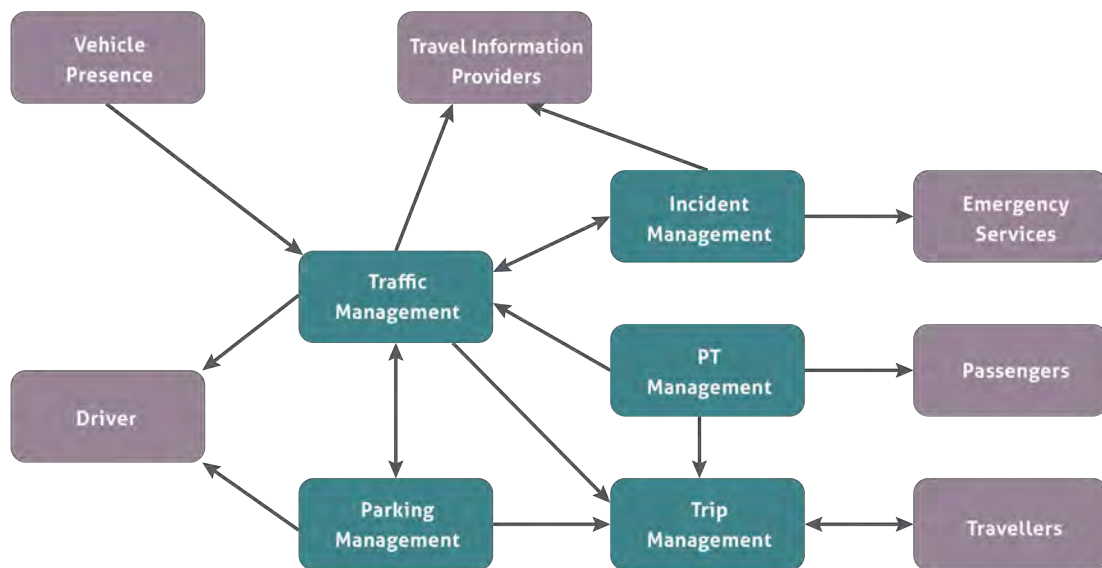 Vehicle
Presence
Travel Information
Providers
Incident
Management
Emergency
Services
Traffic
Management
PT
Management
Passengers
Driver
Parking
Management
Trip
Management
Travellers